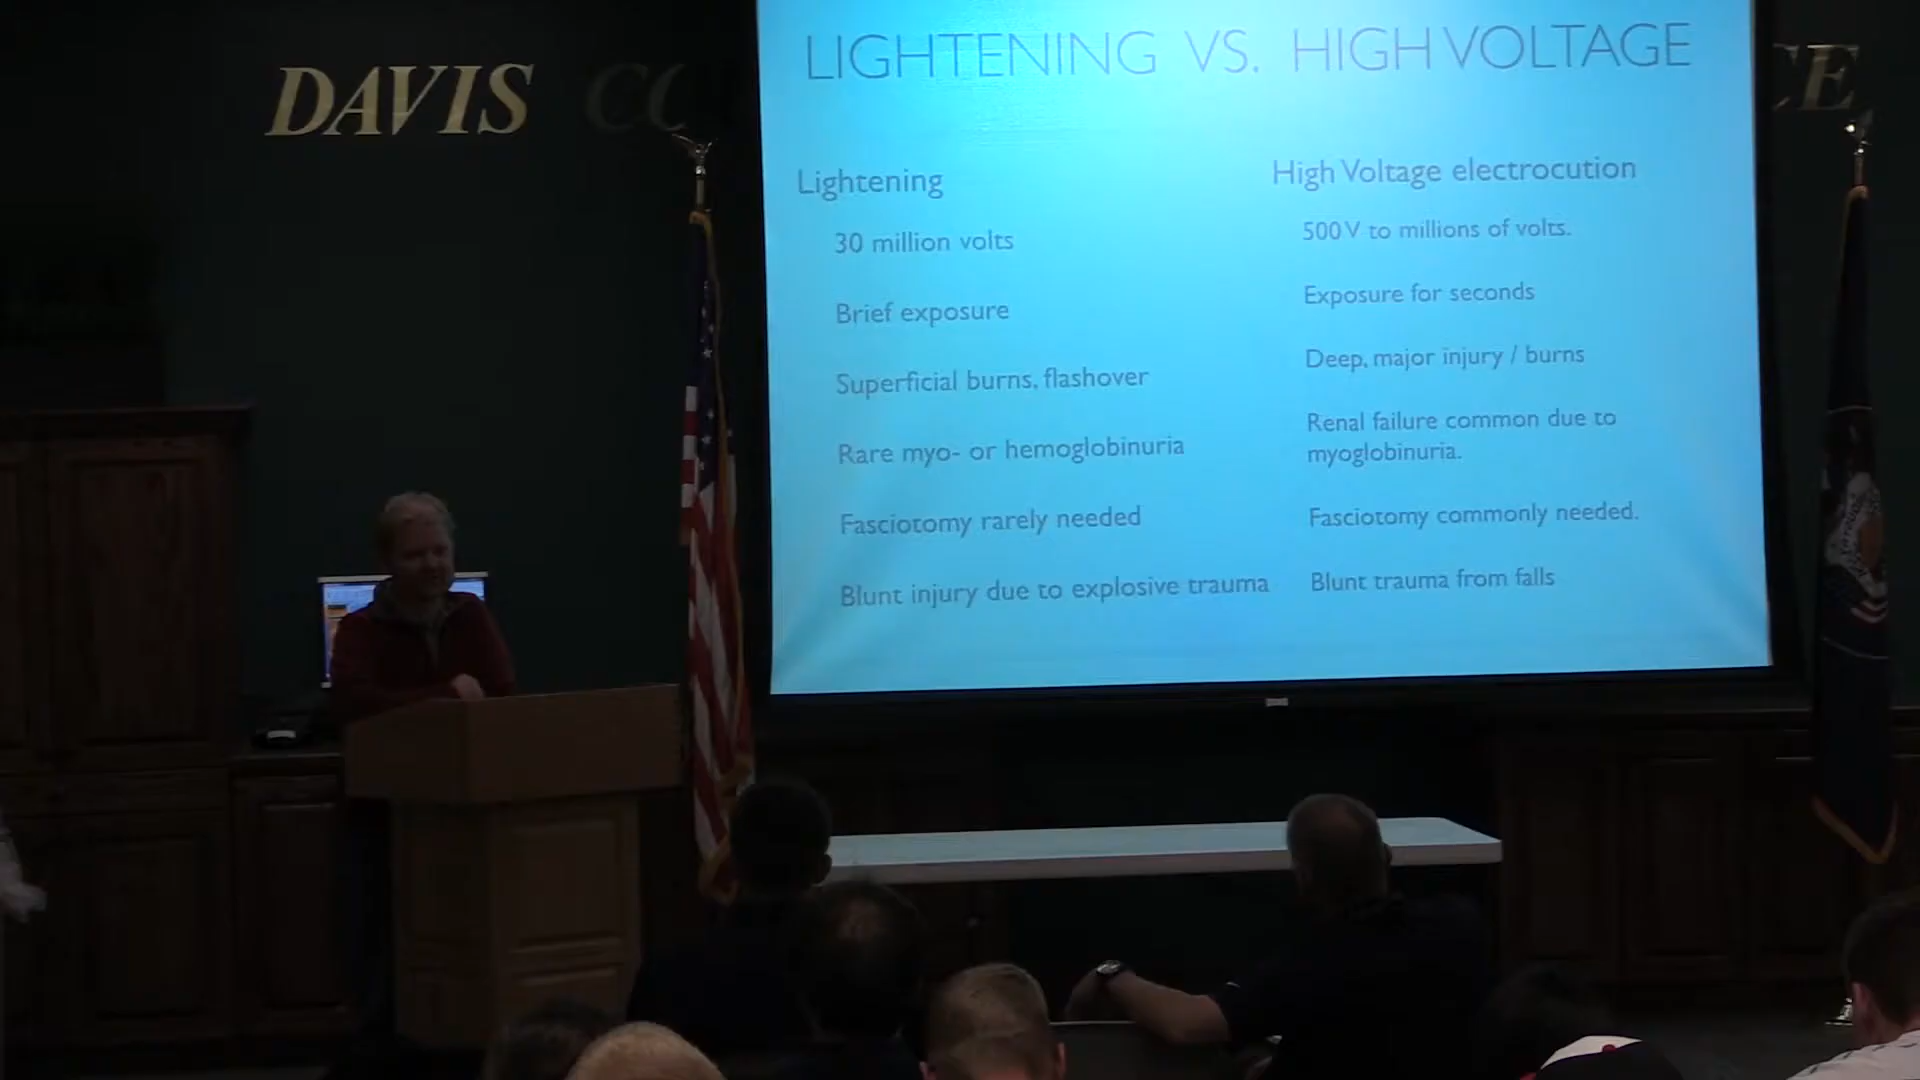 DAVIS
LIGHTENING VS. HIGH VOLTAGE
Lightening
30 million volts
Brief exposure
Superficial burns, flashover
Rare myo- or hemoglobinuria
Fasciotomy rarely needed
Blunt injury due to explosive trauma
High Voltage electrocution
500 V to millions of volts.
Exposure for seconds
Deep, major injury / burns
Renal failure common due to
myoglobinuria.
Fasciotomy commonly needed.
Blunt trauma from falls